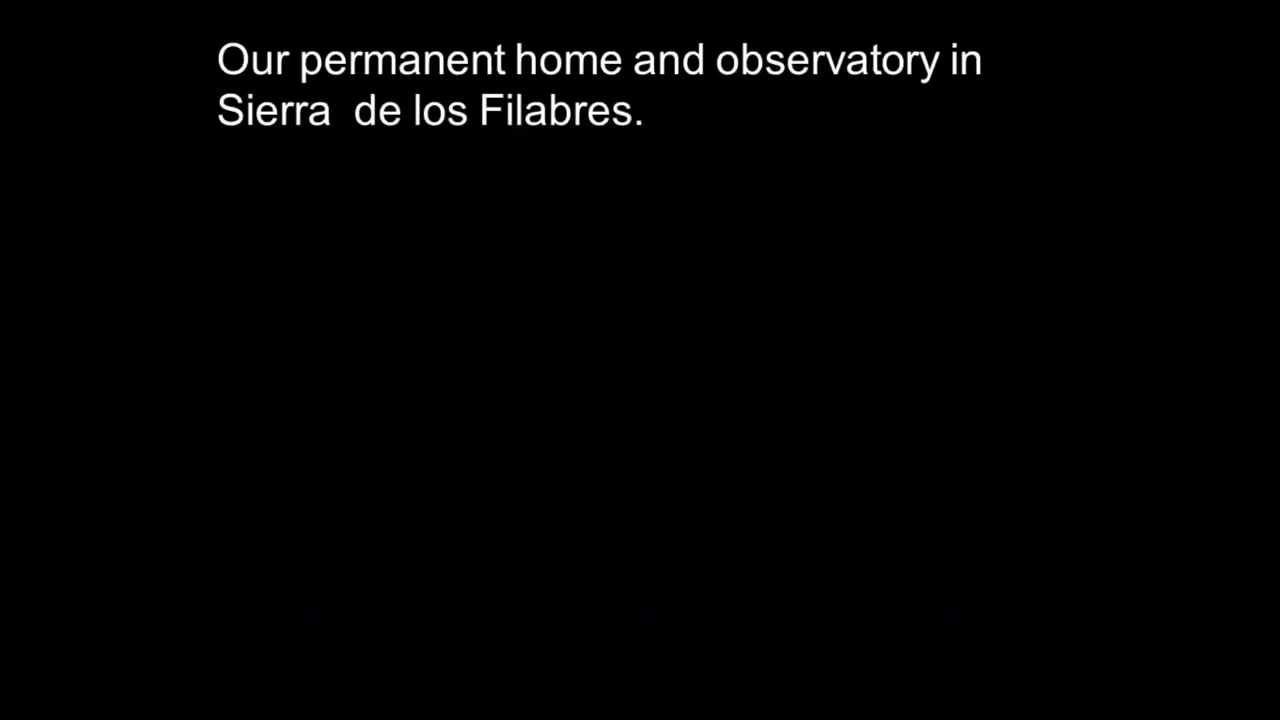 Our permanent home and observatory in
Sierra  de los Filabres.